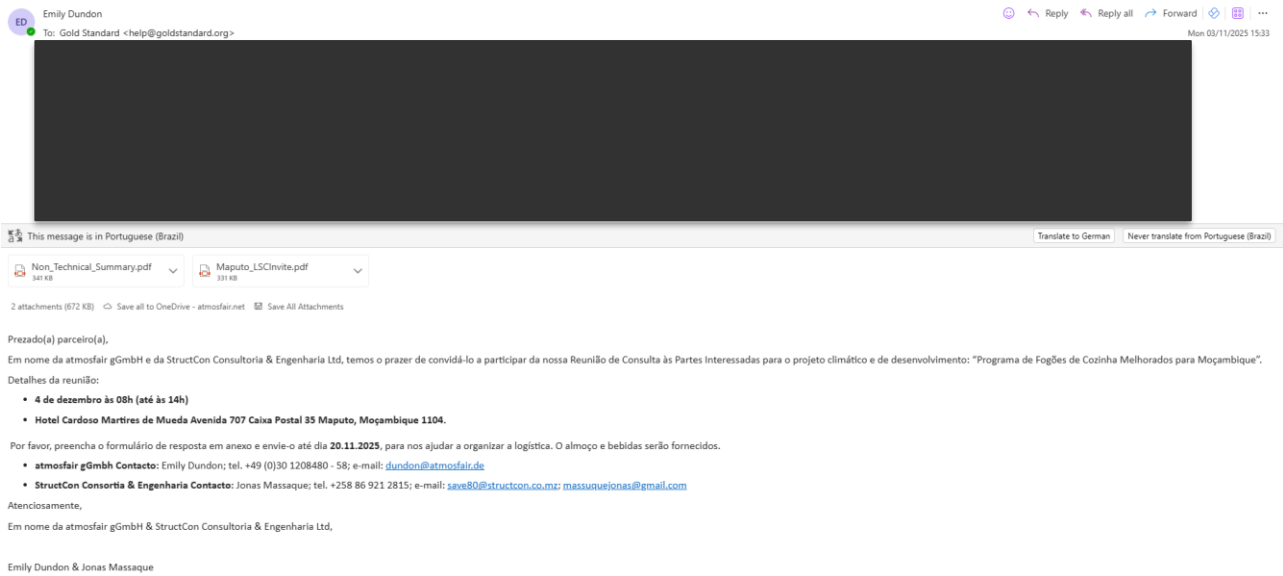 ED
Emily Dundon
Reply
Reply all
Forward
To: Gold Standard <help@goldstandard.org>
Mon 03/11/2025 15:33
This message is in Portuguese (Brazil)
Translate to German
Never translate from Portuguese (Brazil)
Non_Technical_Summary.pdf
341 KB
Maputo_LSCInvite.pdf
331 KB
2 attachments (672 KB) Save all to OneDrive - atmosfair.net Save All Attachments
Prezado(a) parceiro(a),
Em nome da atmosfair gGmbH e da StructCon Consultoria & Engenharia Ltd, temos o prazer de convidá-lo a participar da nossa Reunião de Consulta às Partes Interessadas para o projeto climático e de desenvolvimento: “Programa de Fogões de Cozinha Melhorados para Moçambique”.
Detalhes da reunião:
• 4 de dezembro às 08h (até às 14h)
• Hotel Cardoso Martires de Mueda Avenida 707 Caixa Postal 35 Maputo, Moçambique 1104.
Por favor, preencha o formulário de resposta em anexo e envie-o até dia 20.11.2025, para nos ajudar a organizar a logística. O almoço e bebidas serão fornecidos.
• atmosfair gGmbh Contacto: Emily Dundon; tel. +49 (0)30 1208480 - 58; e-mail: dundon@atmosfair.de
• StructCon Consortia & Engenharia Contacto: Jonas Massaque; tel. +258 86 921 2815; e-mail: save80@structcon.co.mz; massuquejonas@gmail.com
Atenciosamente,
Em nome da atmosfair gGmbH & StructCon Consultoria & Engenharia Ltd,
Emily Dundon & Jonas Massaque